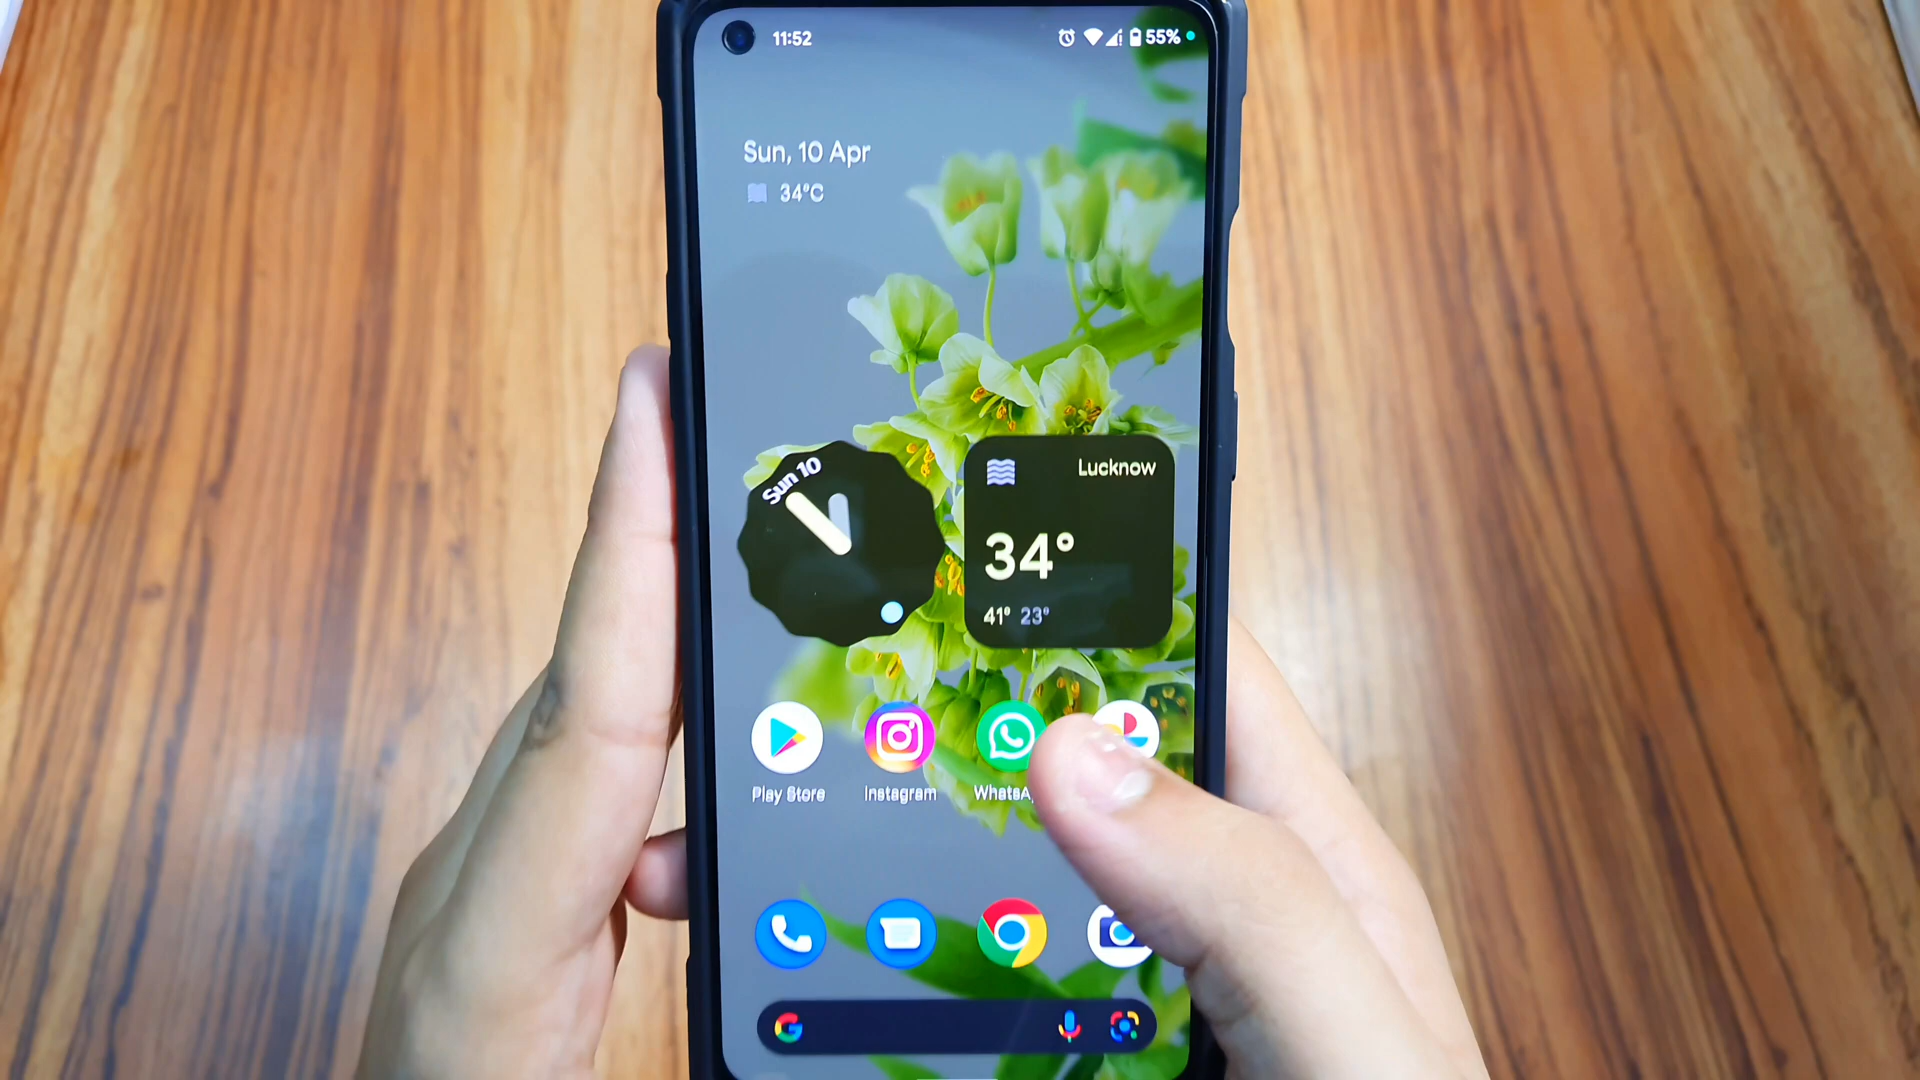 11:52
55%
Sun, 10 Apr
34°C
Sun 10
Lucknow
34°
41° 23°
Play Store
Instagram
WhatsA